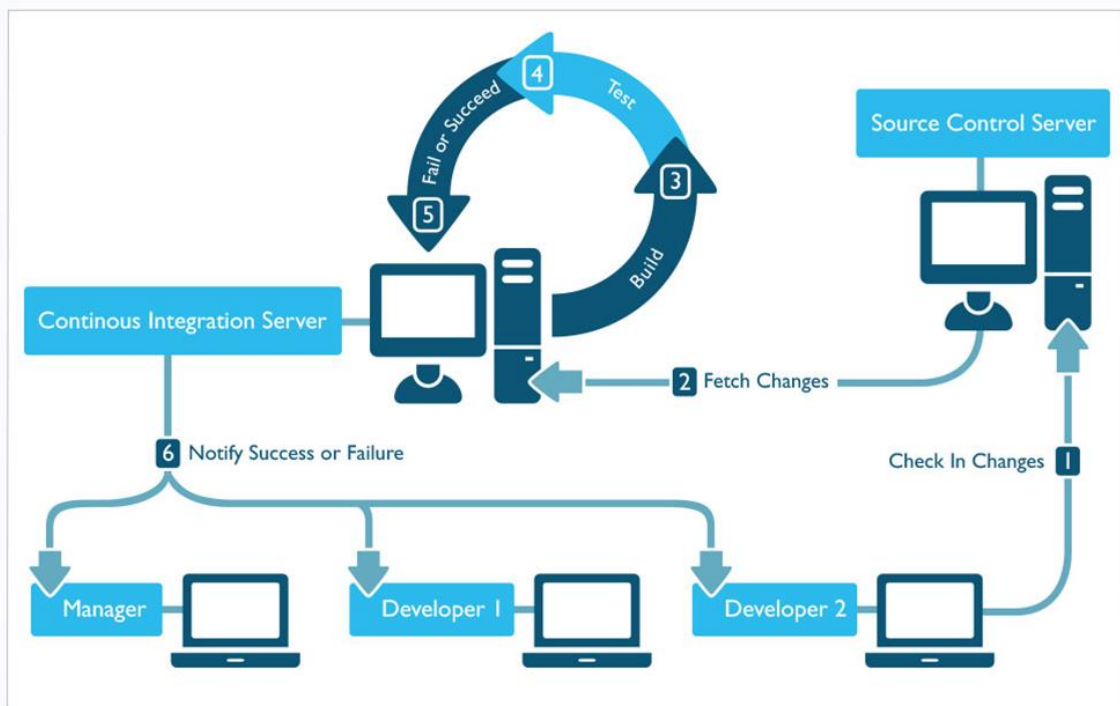 4
Test
Fail or Succeed
3
5
Build
Source Control Server
Continous Integration Server
2 Fetch Changes
6 Notify Success or Failure
Check In Changes 1
Manager
Developer 1
Developer 2